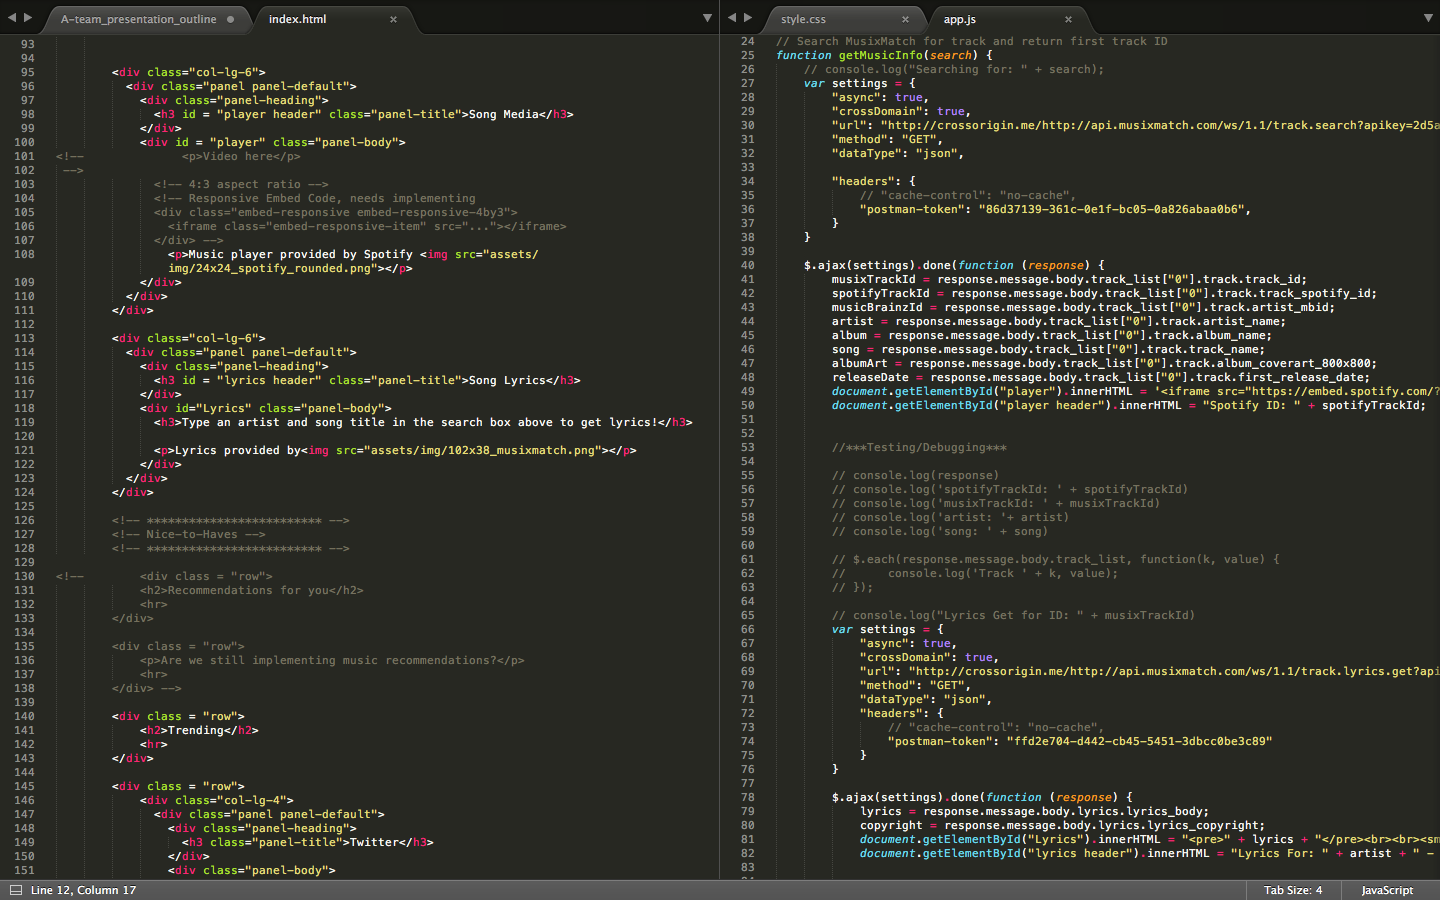 A-team_presentation_outline
index.html
93
94
95 <div class="col-lg-6">
96 <div class="panel panel-default">
97 <div class="panel-heading">
98 <h3 id = "player header" class="panel-title">Song Media</h3>
99 </div>
100 <div id = "player" class="panel-body">
101 <!-- <p>Video here</p>
102 -->
103 <!-- 4:3 aspect ratio -->
104 <!-- Responsive Embed Code, needs implementing
105 <div class="embed-responsive embed-responsive-4by3">
106 <iframe class="embed-responsive-item" src="..."></iframe>
107 </div> -->
108 <p>Music player provided by Spotify <img src="assets/
img/24x24_spotify_rounded.png"></p>
109 </div>
110 </div>
111 </div>
112
113 <div class="col-lg-6">
114 <div class="panel panel-default">
115 <div class="panel-heading">
116 <h3 id = "lyrics header" class="panel-title">Song Lyrics</h3>
117 </div>
118 <div id="Lyrics" class="panel-body">
119 <h3>Type an artist and song title in the search box above to get lyrics!</h3>
120
121 <p>Lyrics provided by<img src="assets/img/102x38_musixmatch.png"></p>
122 </div>
123 </div>
124 </div>
125
126 <!-- ************************* -->
127 <!-- Nice-to-Haves -->
128 <!-- ************************* -->
129
130 <!-- <div class = "row">
131 <h2>Recommendations for you</h2>
132 <hr>
133 </div>
134
135 <div class = "row">
136 <p>Are we still implementing music recommendations?</p>
137 <hr>
138 </div> -->
139
140 <div class = "row">
141 <h2>Trending</h2>
142 <hr>
143 </div>
144
145 <div class = "row">
146 <div class="col-lg-4">
147 <div class="panel panel-default">
148 <div class="panel-heading">
149 <h3 class="panel-title">Twitter</h3>
150 </div>
151 <div class="panel-body">
style.css
app.js
24 // Search MusixMatch for track and return first track ID
25 function getMusicInfo(search) {
26 // console.log("Searching for: " + search);
27 var settings = {
28 "async": true,
29 "crossDomain": true,
30 "url": "http://crossorigin.me/http://api.musixmatch.com/ws/1.1/track.search?apikey=2d5a
31 "method": "GET",
32 "dataType": "json",
33
34 "headers": {
35 // "cache-control": "no-cache",
36 "postman-token": "86d37139-361c-0e1f-bc05-0a826abaa0b6",
37 }
38 }
39
40 $.ajax(settings).done(function (response) {
41 musixTrackId = response.message.body.track_list["0"].track.track_id;
42 spotifyTrackId = response.message.body.track_list["0"].track.track_spotify_id;
43 musicBrainzId = response.message.body.track_list["0"].track.artist_mbid;
44 artist = response.message.body.track_list["0"].track.artist_name;
45 album = response.message.body.track_list["0"].track.album_name;
46 song = response.message.body.track_list["0"].track.track_name;
47 albumArt = response.message.body.track_list["0"].track.album_coverart_800x800;
48 releaseDate = response.message.body.track_list["0"].track.first_release_date;
49 document.getElementById("player").innerHTML = '<iframe src="https://embed.spotify.com/?
50 document.getElementById("player header").innerHTML = "Spotify ID: " + spotifyTrackId;
51
52
53 //***Testing/Debugging***
54
55 // console.log(response)
56 // console.log('spotifyTrackId: ' + spotifyTrackId)
57 // console.log('musixTrackId: ' + musixTrackId)
58 // console.log('artist: '+ artist)
59 // console.log('song: ' + song)
60
61 // $.each(response.message.body.track_list, function(k, value) {
62 // console.log('Track ' + k, value);
63 // });
64
65 // console.log("Lyrics Get for ID: " + musixTrackId)
66 var settings = {
67 "async": true,
68 "crossDomain": true,
69 "url": "http://crossorigin.me/http://api.musixmatch.com/ws/1.1/track.lyrics.get?api
70 "method": "GET",
71 "dataType": "json",
72 "headers": {
73 // "cache-control": "no-cache",
74 "postman-token": "ffd2e704-d442-cb45-5451-3dbcc0be3c89"
75 }
76 }
77
78 $.ajax(settings).done(function (response) {
79 lyrics = response.message.body.lyrics.lyrics_body;
80 copyright = response.message.body.lyrics.lyrics_copyright;
81 document.getElementById("Lyrics").innerHTML = "<pre>" + lyrics + "</pre><br><br><sm
82 document.getElementById("lyrics header").innerHTML = "Lyrics For: " + artist + " -
83
Line 12, Column 17
Tab Size: 4
JavaScript